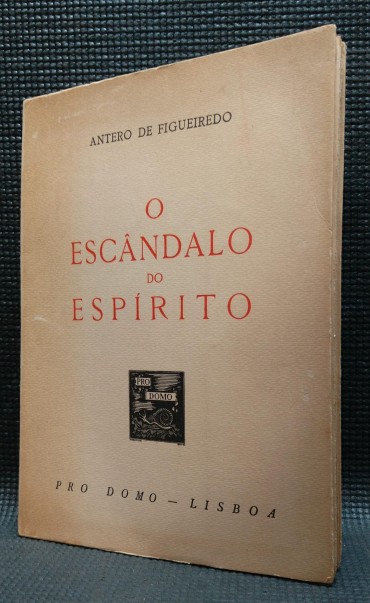 ANTERO DE FIGUEIREDO
O
ESCÂNDALO
DO
ESPÍRITO
PRO
DOMO
PRO DOMO — LISBOA